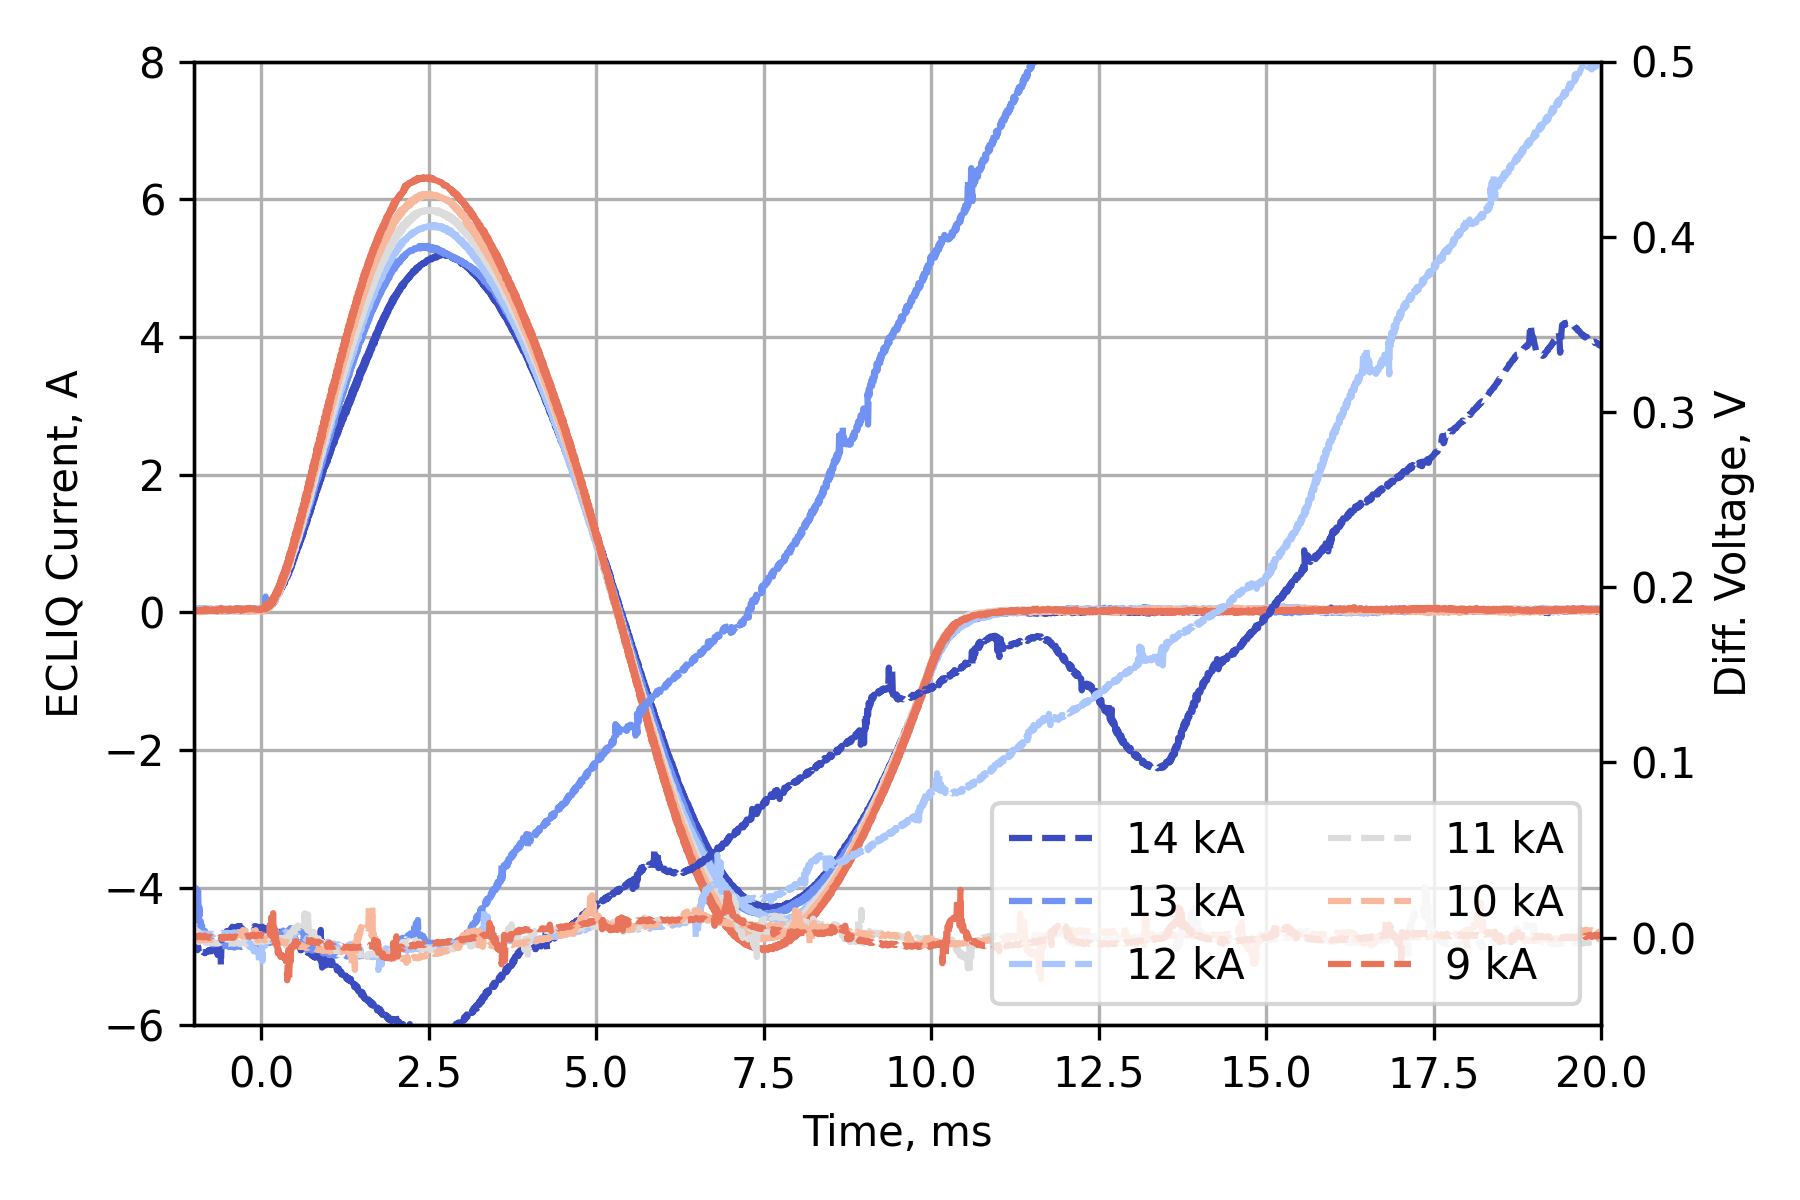 8
6
4
2
0
−2
−4
−6
ECLIQ Current, A
0.5
0.4
0.3
0.2
0.1
0.0
Diff. Voltage, V
14 kA
13 kA
12 kA
11 kA
10 kA
9 kA
0.0 2.5 5.0 7.5 10.0 12.5 15.0 17.5 20.0
Time, ms